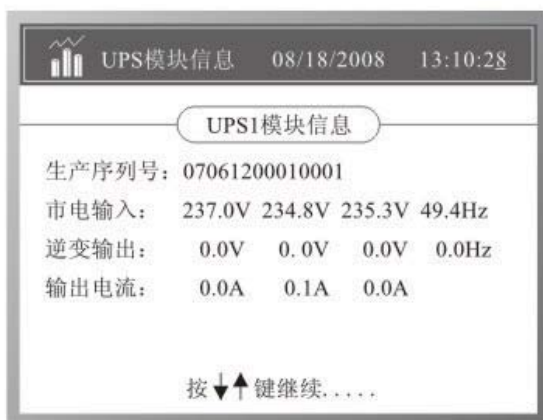 UPS模块信息 08/18/2008 13:10:28
UPS1模块信息
生产序列号：07061200010001
市电输入： 237.0V 234.8V 235.3V 49.4Hz
逆变输出： 0.0V 0. 0V 0.0V 0.0Hz
输出电流： 0.0A 0.1A 0.0A
按↓↑键继续.....